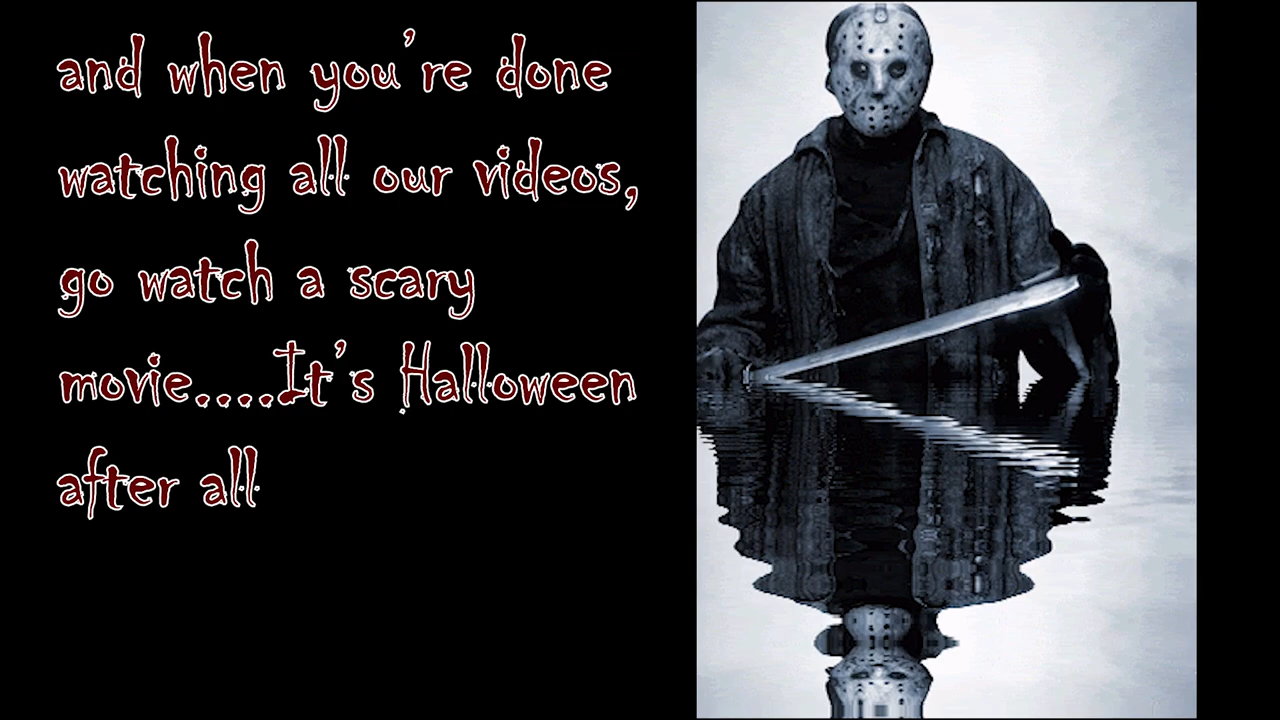 and when you're done
watching all our videos,
go watch a scary
movie....It's Halloween
after all